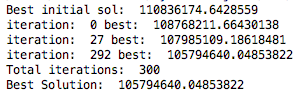 Best initial sol:  110836174.6428559
iteration:  0 best:  108768211.66430138
iteration:  27 best:  107985109.18618481
iteration:  292 best:  105794640.04853822
Total iterations:  300
Best Solution:  105794640.04853822